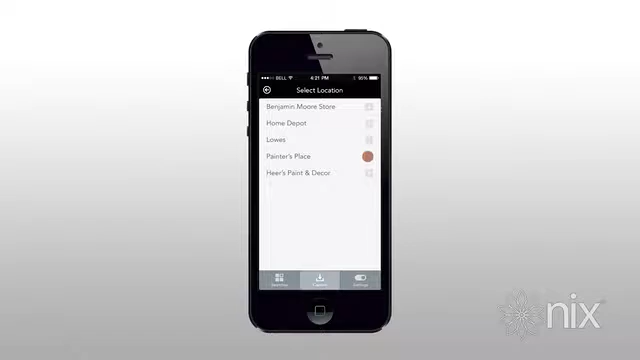 BELL 4:21 PM 95%
Select Location
Benjamin Moore Store
Home Depot
Lowes
Painter's Place
Heer's Paint & Decor
Settings
nix